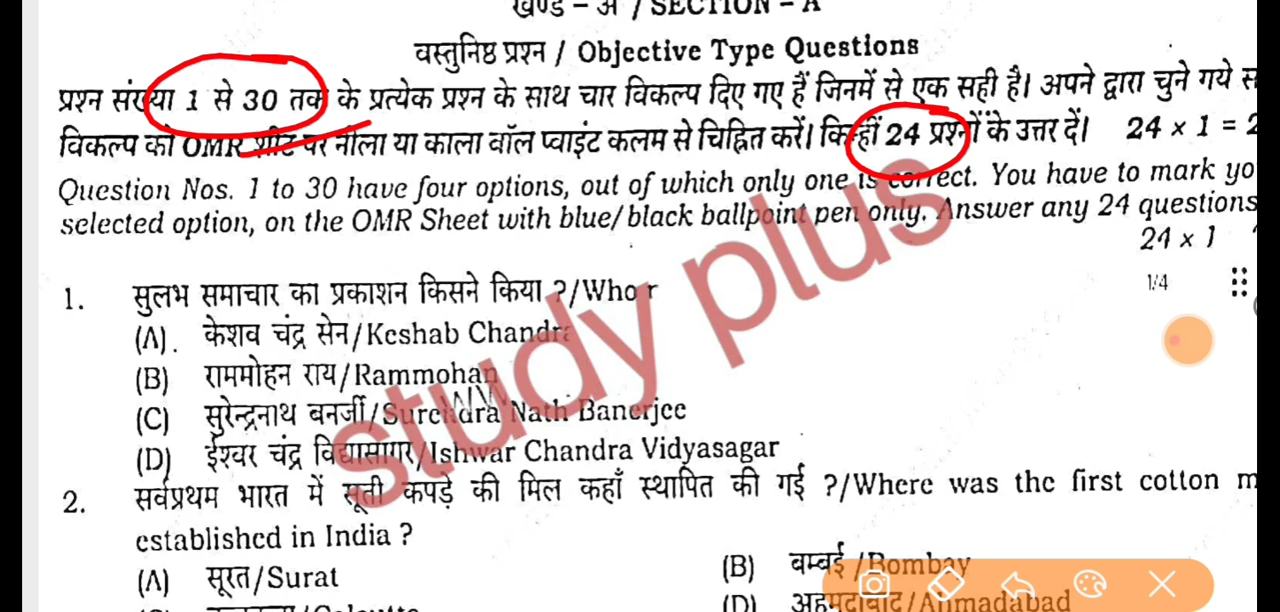 खण्ड – अ / SECTION – A
वस्तुनिष्ठ प्रश्न / Objective Type Questions
प्रश्न संख्या 1 से 30 तक के प्रत्येक प्रश्न के साथ चार विकल्प दिए गए हैं जिनमें से एक सही है। अपने द्वारा चुने गये
विकल्प को OMR शीट पर नीला या काला बॉल प्वाइंट कलम से चिह्नित करें। किन्हीं 24 प्रश्नों के उत्तर दें। 24 × 1 =
Question Nos. 1 to 30 have four options, out of which only one is correct. You have to mark
selected option, on the OMR Sheet with blue/black ballpoint pen only. Answer any 24 questions
24 × 1
1/4
1. सुलभ समाचार का प्रकाशन किसने किया ?/Who
(A). केशव चंद्र सेन/Keshab Chandra
(B) राममोहन राय/Rammohan
(C) सुरेन्द्रनाथ बनर्जी/Surendra Nath Banerjee
(D) ईश्वर चंद्र विद्यासागर/Ishwar Chandra Vidyasagar
2. सर्वप्रथम भारत में सूती कपड़े की मिल कहाँ स्थापित की गई ?/Where was the first cotton
established in India ?
(A) सूरत/Surat
(B) बम्बई/Bombay
(D) अहमदाबाद/Ahmadabad
study plus